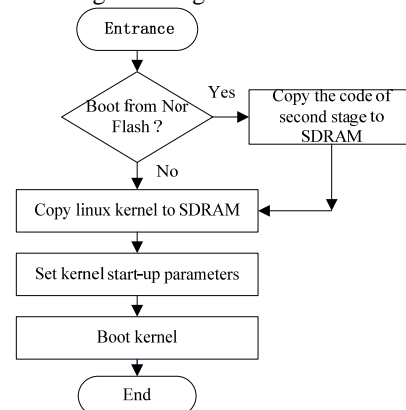 Entrance
Boot from Nor
Flash？
Yes
Copy the code of
second stage to
SDRAM
No
Copy linux kernel to SDRAM
Set kernel start-up parameters
Boot kernel
End